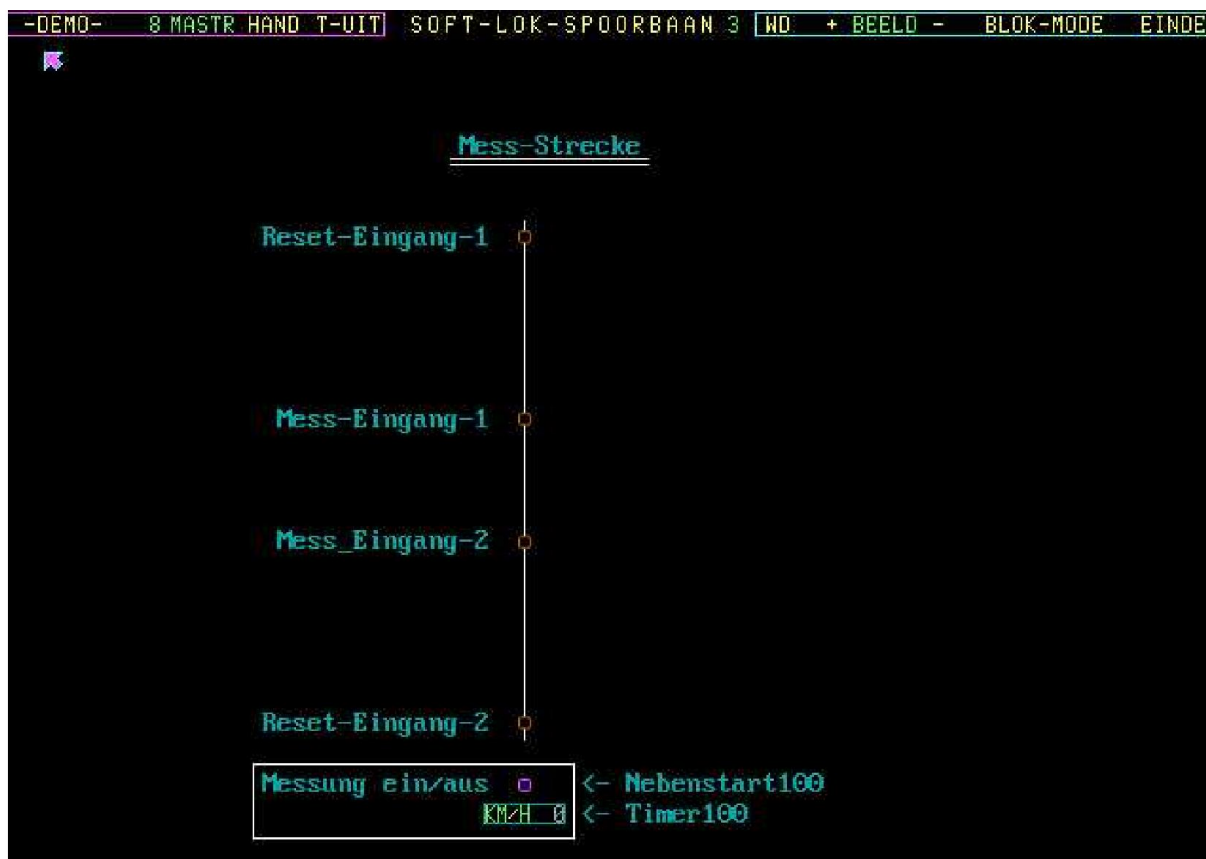 -DEMO- 8 MASTR HAND T-UIT SOFT-LOK-SPOORBAAN 3 WD + BEELD - BLOK-MODE EINDE
Mess-Strecke
Reset-Eingang-1
Mess-Eingang-1
Mess_Eingang-2
Reset-Eingang-2
Messung ein/aus <- Nebenstart100
KM/H 0 <- Timer100